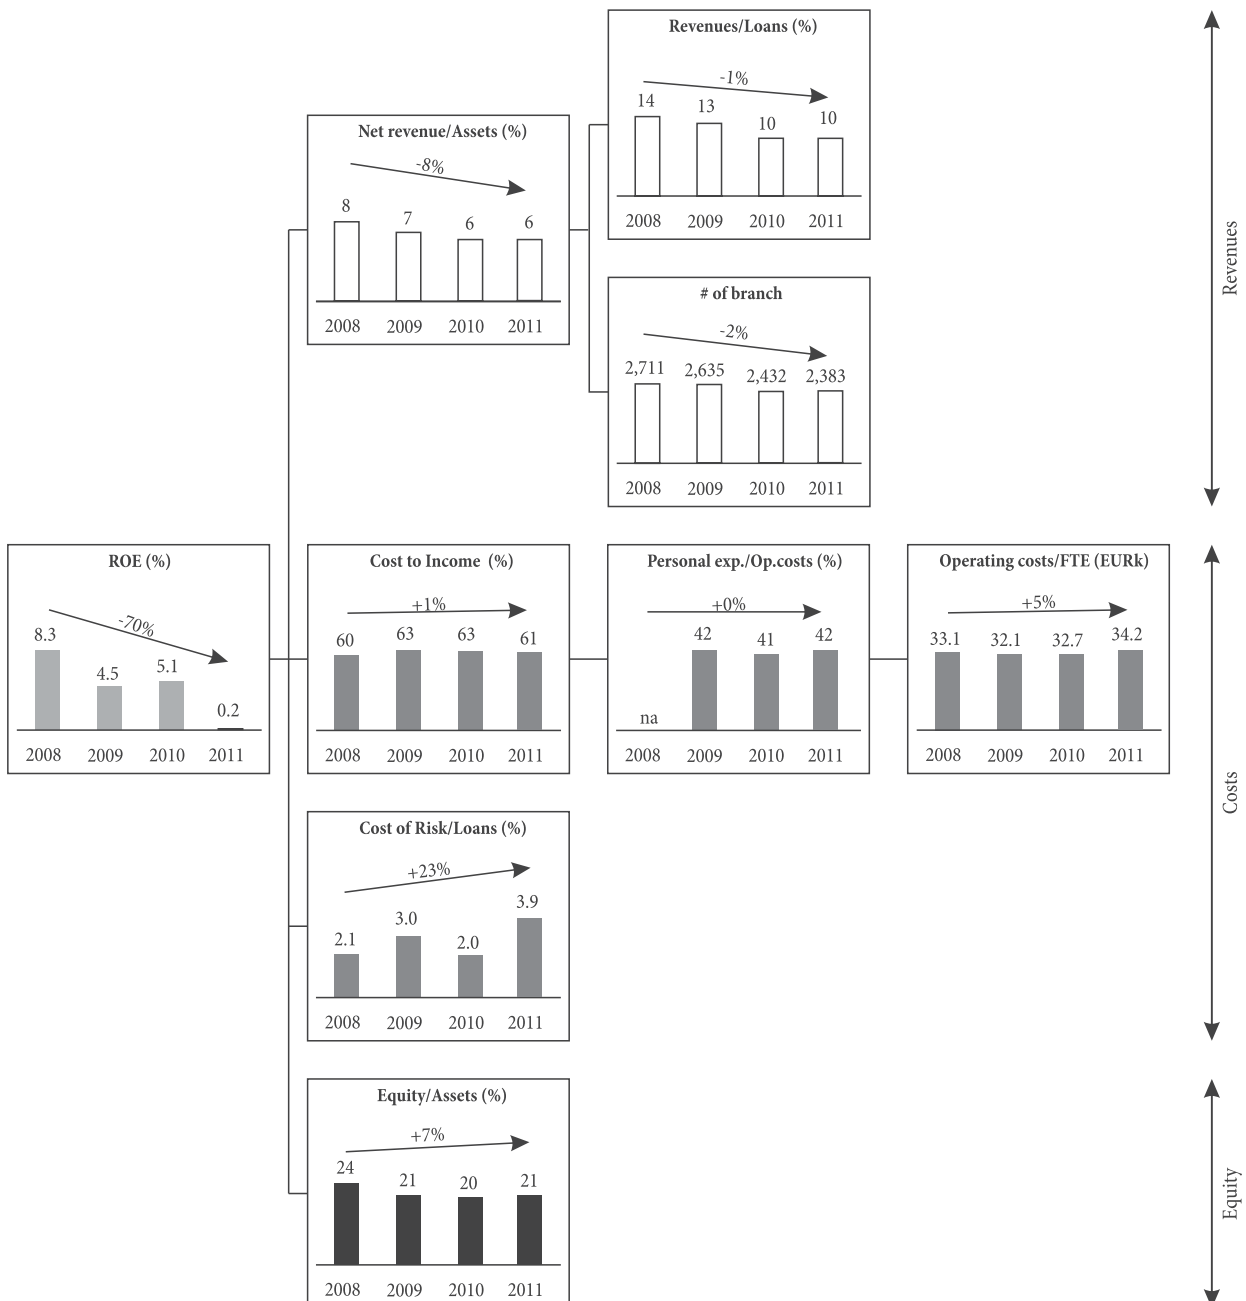 Revenues/Loans (%)
-1%
14 13 10 10
2008 2009 2010 2011
Net revenue/Assets (%)
-8%
8 7 6 6
2008 2009 2010 2011
# of branch
-2%
2,711 2,635 2,432 2,383
2008 2009 2010 2011
Revenues
ROE (%)
-70%
8.3 4.5 5.1 0.2
2008 2009 2010 2011
Cost to Income (%)
+1%
60 63 63 61
2008 2009 2010 2011
Personal exp./Op.costs (%)
+0%
na 42 41 42
2008 2009 2010 2011
Operating costs/FTE (EURk)
+5%
33.1 32.1 32.7 34.2
2008 2009 2010 2011
Cost of Risk/Loans (%)
+23%
2.1 3.0 2.0 3.9
2008 2009 2010 2011
Costs
Equity/Assets (%)
+7%
24 21 20 21
2008 2009 2010 2011
Equity